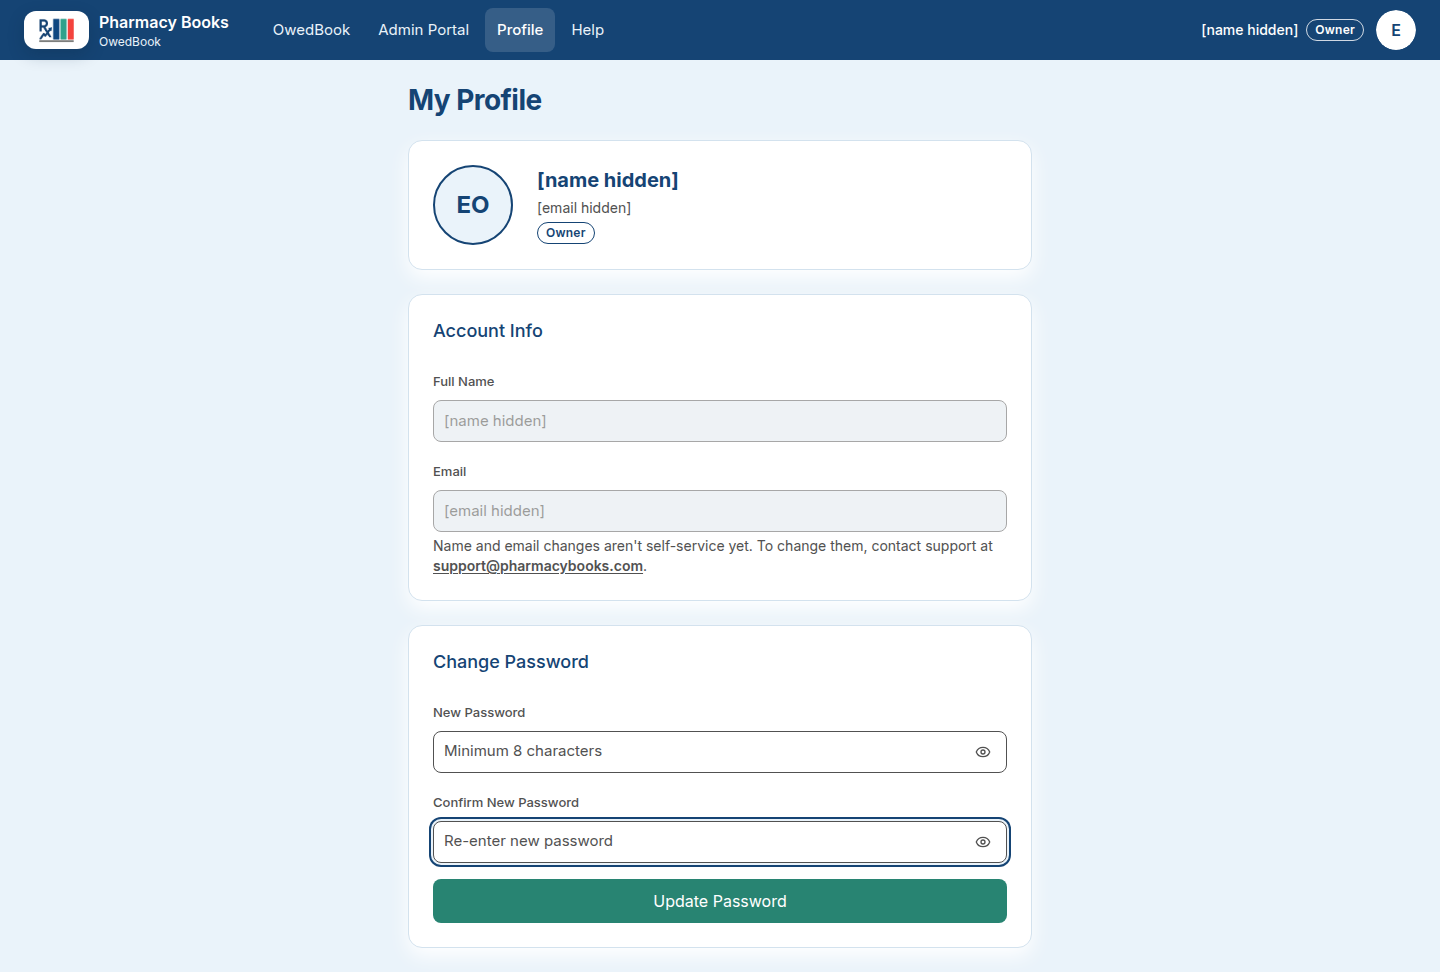 Pharmacy Books
OwedBook
OwedBook
Admin Portal
Profile
Help
[name hidden]
Owner
E
My Profile
EO
[name hidden]
[email hidden]
Owner
Account Info
Full Name
[name hidden]
Email
[email hidden]
Name and email changes aren't self-service yet. To change them, contact support at
support@pharmacybooks.com.
Change Password
New Password
Minimum 8 characters
Confirm New Password
Re-enter new password
Update Password